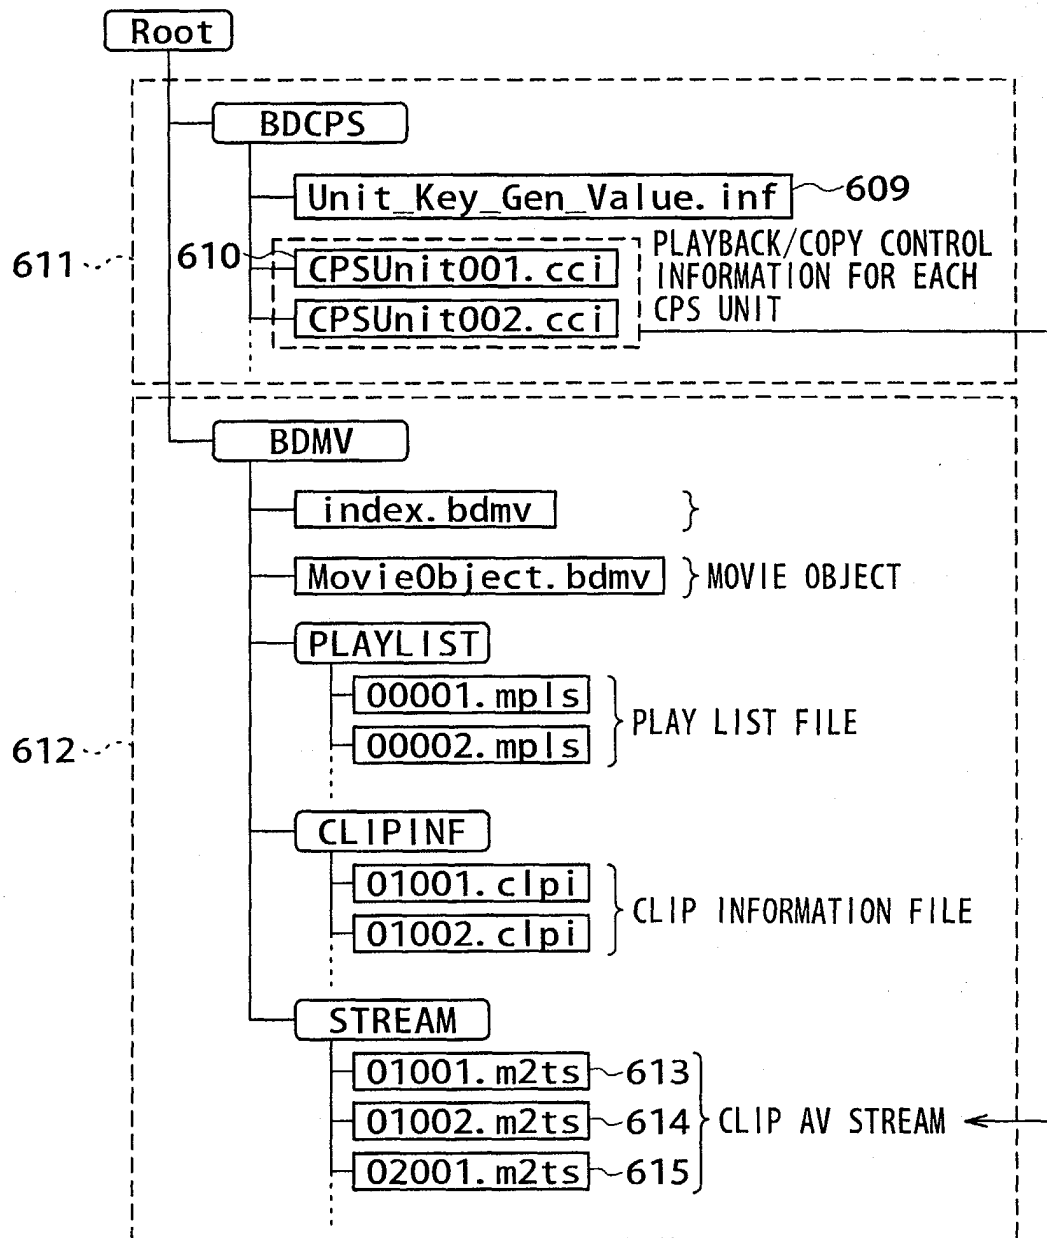 Root
BDCPS
Unit_Key_Gen_Value.inf
609
611
610
CPSUnit001.cci
CPSUnit002.cci
PLAYBACK/COPY CONTROL
INFORMATION FOR EACH
CPS UNIT
BDMV
index.bdmv
}
MovieObject.bdmv
} MOVIE OBJECT
PLAYLIST
00001.mpls
00002.mpls
} PLAY LIST FILE
612
CLIPINF
01001.clpi
01002.clpi
} CLIP INFORMATION FILE
STREAM
01001.m2ts
613
01002.m2ts
614
02001.m2ts
615
} CLIP AV STREAM